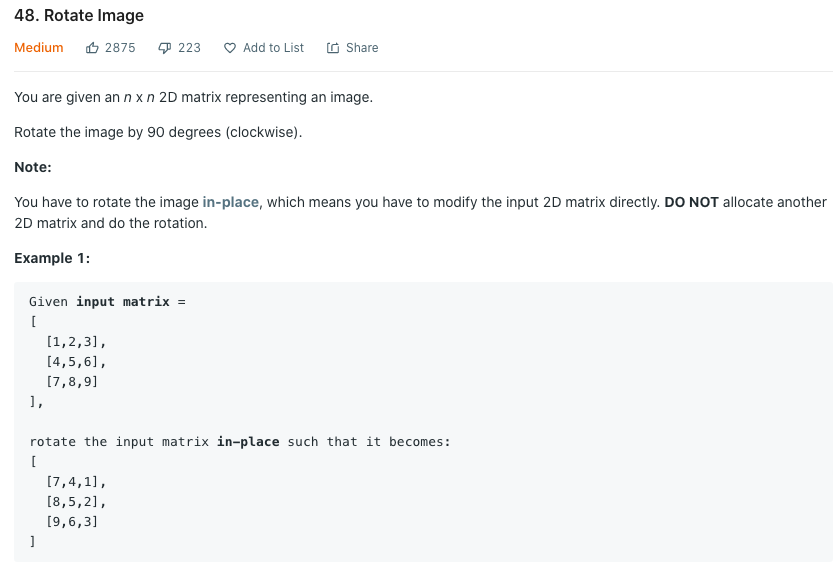 48. Rotate Image
Medium 2875 223 Add to List Share
You are given an n x n 2D matrix representing an image.
Rotate the image by 90 degrees (clockwise).
Note:
You have to rotate the image in-place, which means you have to modify the input 2D matrix directly. DO NOT allocate another
2D matrix and do the rotation.
Example 1:
Given input matrix =
[
  [1,2,3],
  [4,5,6],
  [7,8,9]
],
rotate the input matrix in-place such that it becomes:
[
  [7,4,1],
  [8,5,2],
  [9,6,3]
]